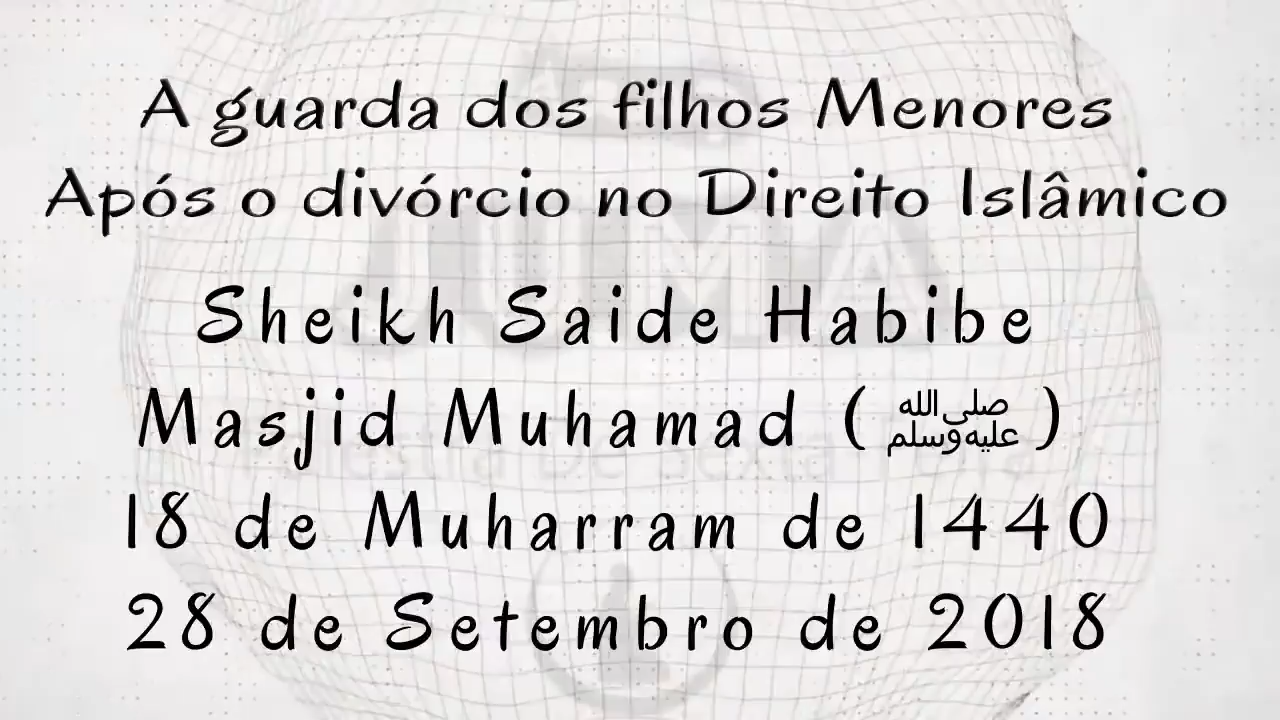 A guarda dos filhos Menores
Após o divórcio no Direito Islâmico
Sheikh Saide Habibe
Masjid Muhamad (ﷺ)
18 de Muharram de 1440
28 de Setembro de 2018
JUMA